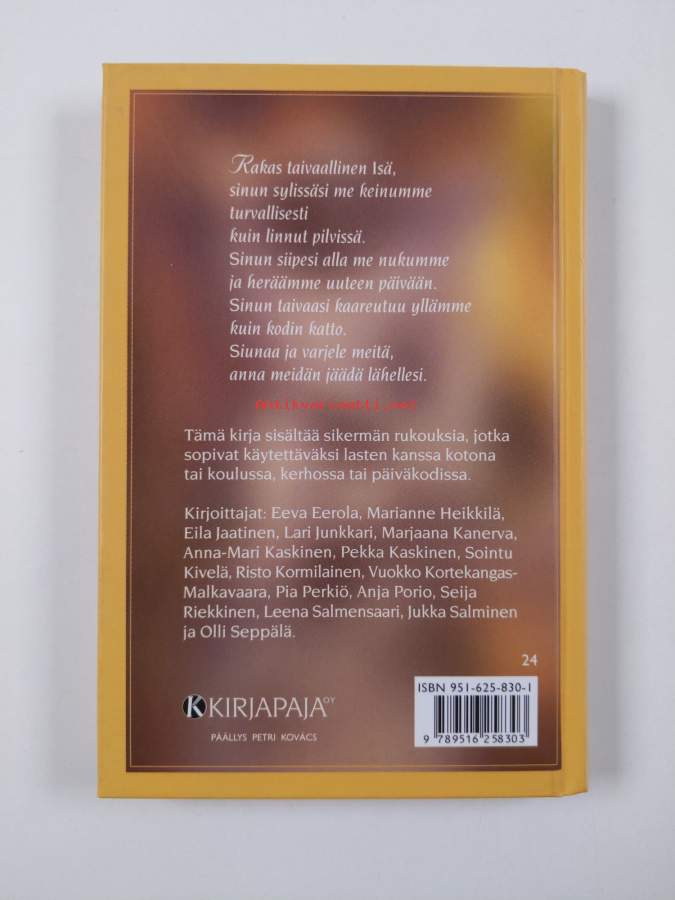 Rakas taivaallinen Isä,
sinun sylissäsi me keinumme
turvallisesti
kuin linnut pilvissä.
Sinun siipesi alla me nukumme
ja heräämme uuteen päivään.
Sinun taivaasi kaareutuu yllämme
kuin kodin katto.
Siunaa ja varjele meitä,
anna meidän jäädä lähellesi.
Tämä kirja sisältää sikermän rukouksia, jotka
sopivat käytettäväksi lasten kanssa kotona
tai koulussa, kerhossa tai päiväkodissa.
Kirjoittajat: Eeva Eerola, Marianne Heikkilä,
Eila Jaatinen, Lari Junkkari, Marjaana Kanerva,
Anna-Mari Kaskinen, Pekka Kaskinen, Sointu
Kivelä, Risto Kormilainen, Vuokko Kortekangas-
Malkavaara, Pia Perkiö, Anja Porio, Seija
Riekkinen, Leena Salmensaari, Jukka Salminen
ja Olli Seppälä.
24
ISBN 951-625-830-1
KIRJAPAJA OY
PÄÄLLYS PETRI KOVÁCS
9 789516 258303